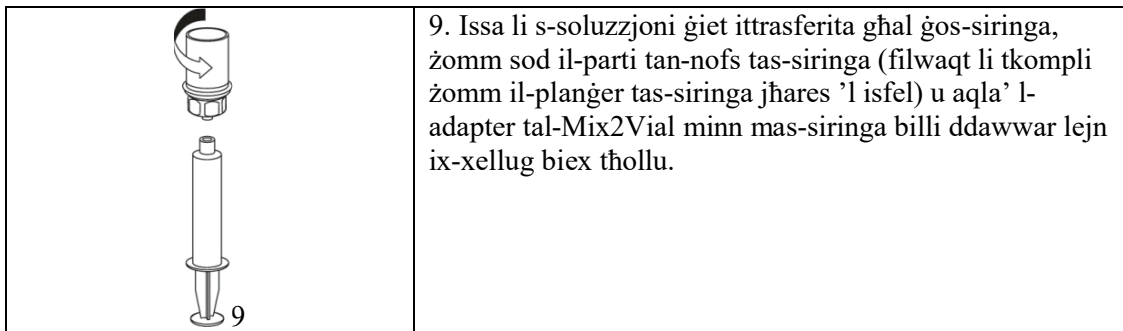 9. Issa li s-soluzzjoni ġiet ittrasferita għal ġos-siringa,
żomm sod il-parti tan-nofs tas-siringa (filwaqt li tkompli
żomm il-planġer tas-siringa jħares ’l isfel) u aqla’ l-
adapter tal-Mix2Vial minn mas-siringa billi ddawwar lejn
ix-xellug biex tħollu.
9